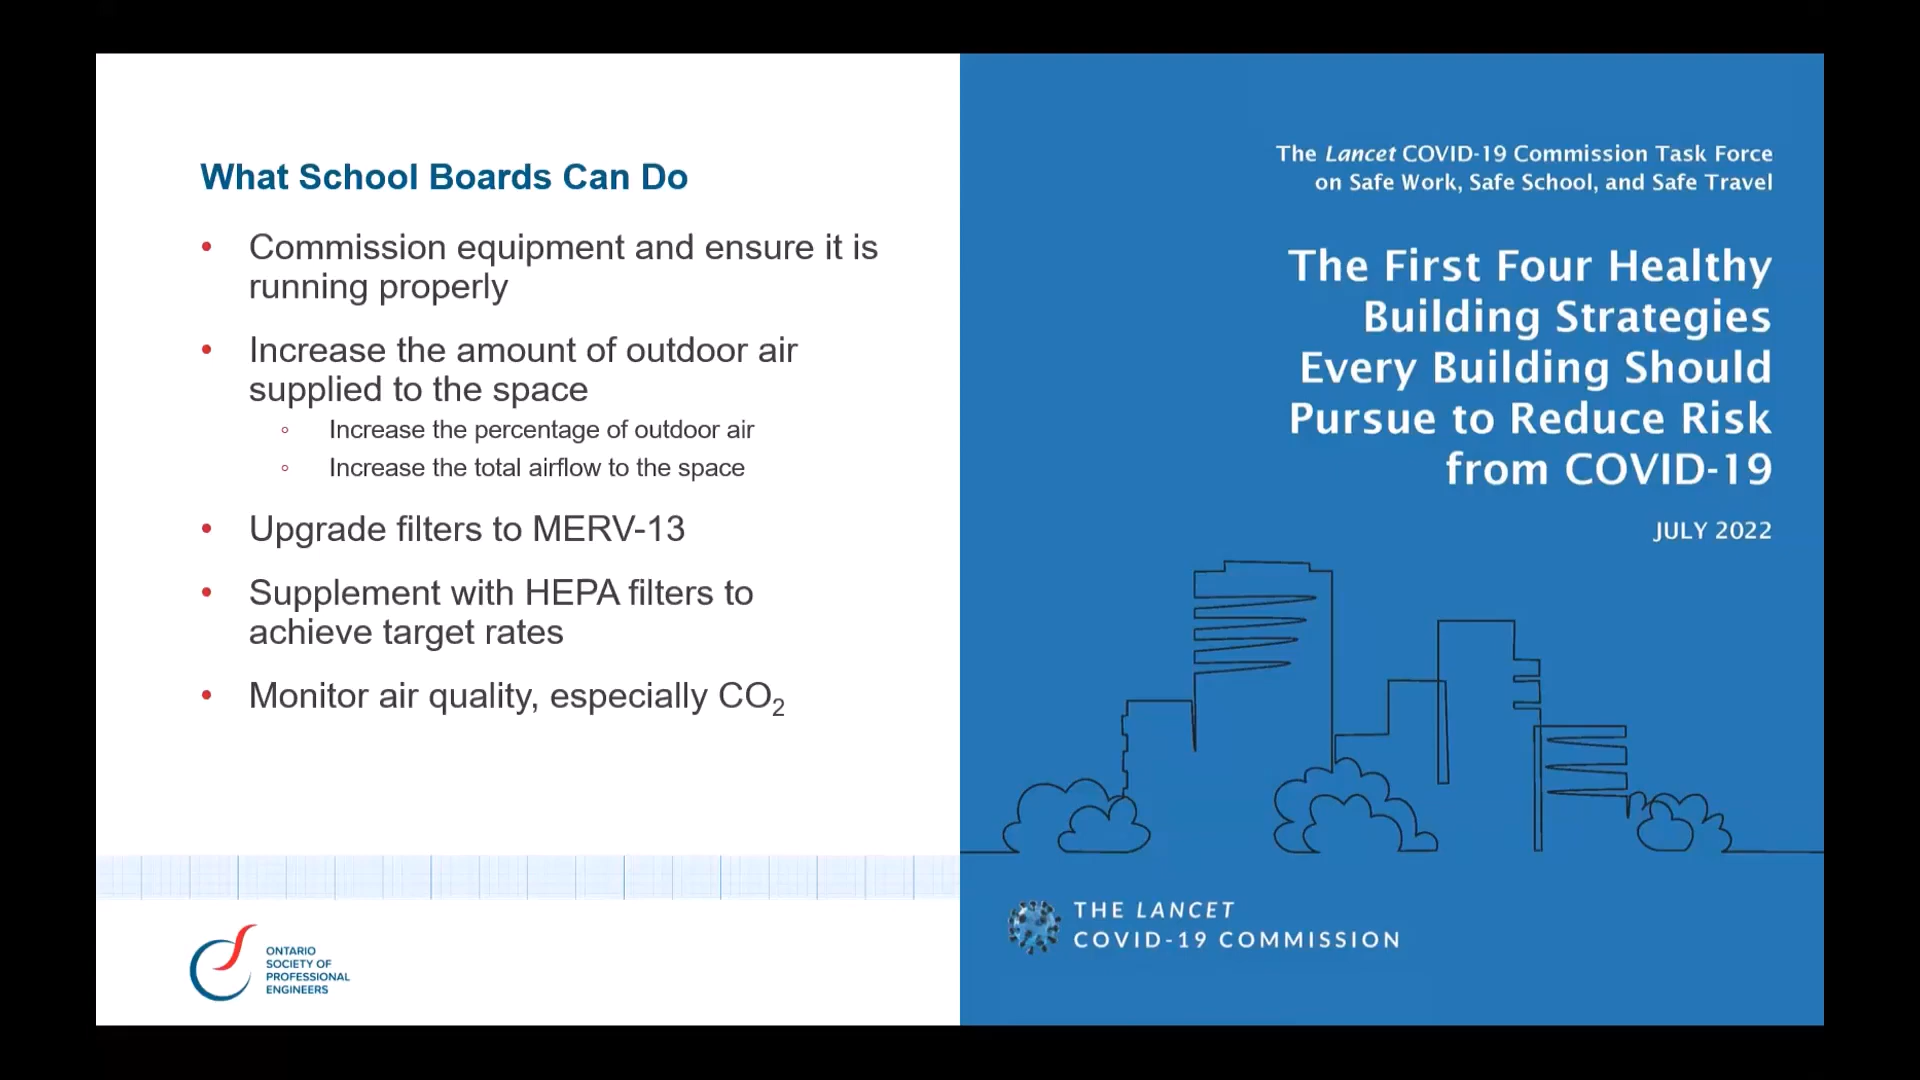 What School Boards Can Do
• Commission equipment and ensure it is
running properly
• Increase the amount of outdoor air
supplied to the space
◦ Increase the percentage of outdoor air
◦ Increase the total airflow to the space
• Upgrade filters to MERV-13
• Supplement with HEPA filters to
achieve target rates
• Monitor air quality, especially CO₂
ONTARIO
SOCIETY OF
PROFESSIONAL
ENGINEERS
The Lancet COVID-19 Commission Task Force
on Safe Work, Safe School, and Safe Travel
The First Four Healthy
Building Strategies
Every Building Should
Pursue to Reduce Risk
from COVID-19
JULY 2022
THE LANCET
COVID-19 COMMISSION